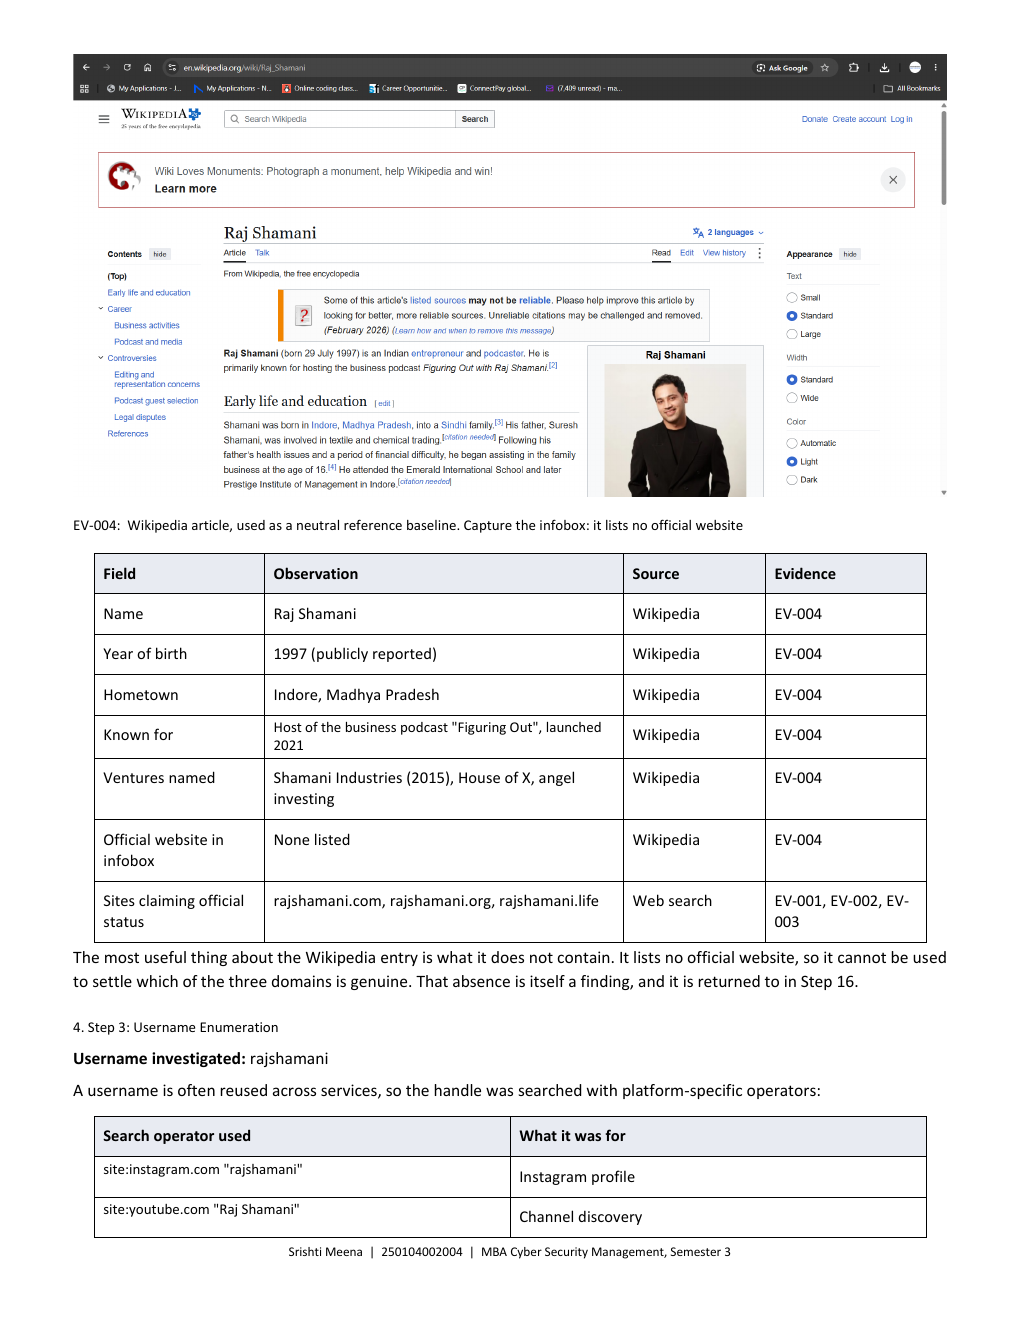 en.wikipedia.org/wiki/Raj_Shamani
Ask Google
My Applications - J...
My Applications - N...
Online coding class...
Career Opportunitie...
ConnectPay global...
(7,409 unread) - ma...
All Bookmarks
WIKIPEDIA
25 years of the free encyclopedia
Search Wikipedia
Search
Donate Create account Log in
Wiki Loves Monuments: Photograph a monument, help Wikipedia and win!
Learn more
Raj Shamani
2 languages
Contents hide
(Top)
Early life and education
Career
Business activities
Podcast and media
Controversies
Editing and
representation concerns
Podcast guest selection
Legal disputes
References
Article Talk
Read Edit View history
From Wikipedia, the free encyclopedia
Some of this article's listed sources may not be reliable. Please help improve this article by
looking for better, more reliable sources. Unreliable citations may be challenged and removed.
(February 2026) (Learn how and when to remove this message)
Raj Shamani (born 29 July 1997) is an Indian entrepreneur and podcaster. He is
primarily known for hosting the business podcast Figuring Out with Raj Shamani.[2]
Early life and education [ edit ]
Shamani was born in Indore, Madhya Pradesh, into a Sindhi family.[3] His father, Suresh
Shamani, was involved in textile and chemical trading.[citation needed] Following his
father's health issues and a period of financial difficulty, he began assisting in the family
business at the age of 16.[4] He attended the Emerald International School and later
Prestige Institute of Management in Indore.[citation needed]
Raj Shamani
Appearance hide
Text
Small
Standard
Large
Width
Standard
Wide
Color
Automatic
Light
Dark
EV-004: Wikipedia article, used as a neutral reference baseline. Capture the infobox: it lists no official website
Field Observation Source Evidence
Name Raj Shamani Wikipedia EV-004
Year of birth 1997 (publicly reported) Wikipedia EV-004
Hometown Indore, Madhya Pradesh Wikipedia EV-004
Known for Host of the business podcast "Figuring Out", launched
2021 Wikipedia EV-004
Ventures named Shamani Industries (2015), House of X, angel
investing Wikipedia EV-004
Official website in
infobox None listed Wikipedia EV-004
Sites claiming official
status rajshamani.com, rajshamani.org, rajshamani.life Web search EV-001, EV-002, EV-
003
The most useful thing about the Wikipedia entry is what it does not contain. It lists no official website, so it cannot be used
to settle which of the three domains is genuine. That absence is itself a finding, and it is returned to in Step 16.
4. Step 3: Username Enumeration
Username investigated: rajshamani
A username is often reused across services, so the handle was searched with platform-specific operators:
Search operator used What it was for
site:instagram.com "rajshamani" Instagram profile
site:youtube.com "Raj Shamani" Channel discovery
Srishti Meena | 250104002004 | MBA Cyber Security Management, Semester 3